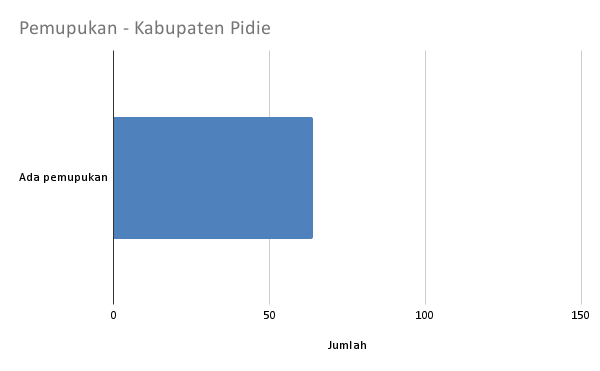 Pemupukan - Kabupaten Pidie
Ada pemupukan
0 50 100 150
Jumlah